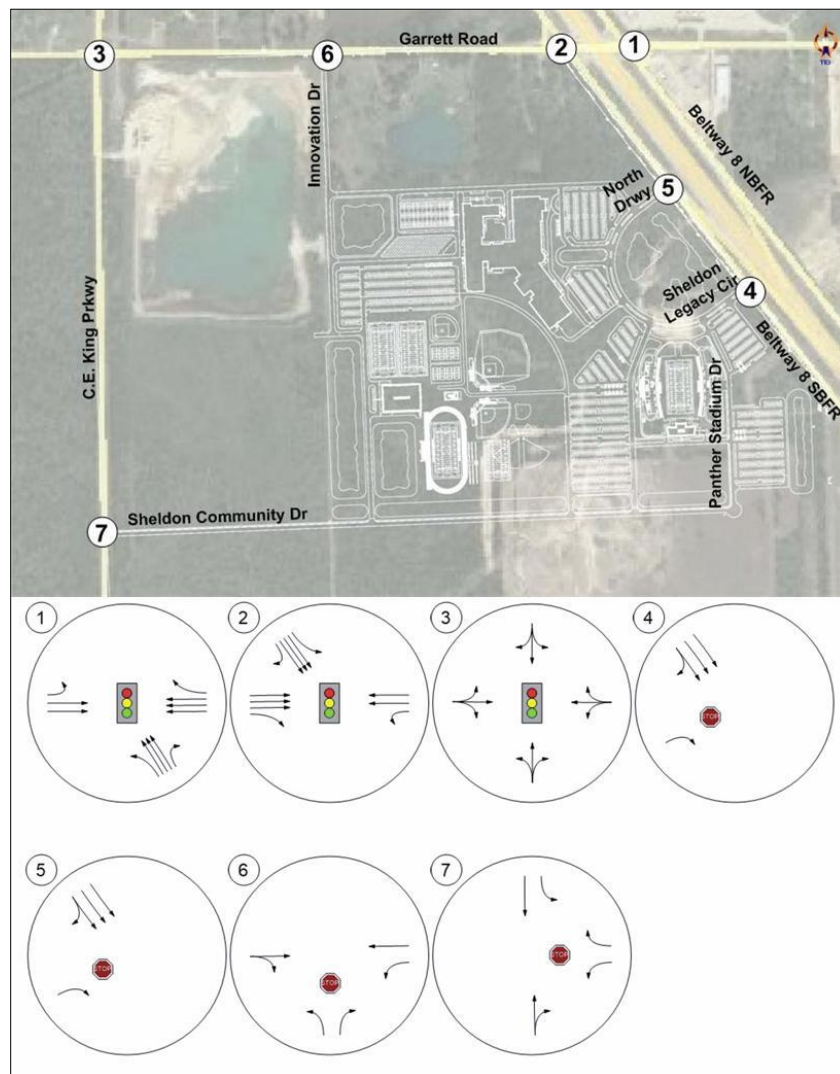 Garrett Road
3
6
2
1
Innovation Dr
Beltway 8 NBFR
North
Drwy
5
Sheldon
Legacy Cir
4
C.E. King Prkwy
Beltway 8 SBFR
Panther Stadium Dr
7
Sheldon Community Dr
1
2
3
4
STOP
5
6
7
STOP
STOP
STOP